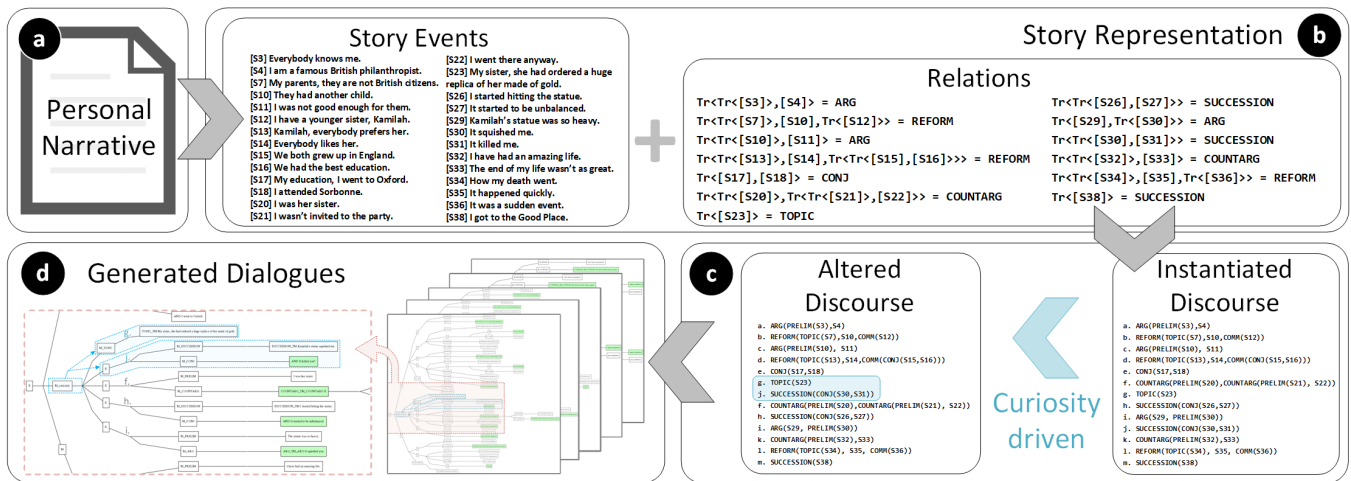 a
Personal
Narrative
Story Events
[S3] Everybody knows me.
[S4] I am a famous British philanthropist.
[S7] My parents, they are not British citizens.
[S10] They had another child.
[S11] I was not good enough for them.
[S12] I have a younger sister, Kamilah.
[S13] Kamilah, everybody prefers her.
[S14] Everybody likes her.
[S15] We both grew up in England.
[S16] We had the best education.
[S17] My education, I went to Oxford.
[S18] I attended Sorbonne.
[S20] I was her sister.
[S21] I wasn't invited to the party.
[S22] I went there anyway.
[S23] My sister, she had ordered a huge
replica of her made of gold.
[S26] I started hitting the statue.
[S27] It started to be unbalanced.
[S29] Kamilah's statue was so heavy.
[S30] It squished me.
[S31] It killed me.
[S32] I have had an amazing life.
[S33] The end of my life wasn't as great.
[S34] How my death went.
[S35] It happened quickly.
[S36] It was a sudden event.
[S38] I got to the Good Place.
Story Representation
b
Relations
Tr<Tr<[S3]>,[S4]> = ARG
Tr<Tr<[S7]>,[S10],Tr<[S12]>> = REFORM
Tr<Tr<[S10]>,[S11]> = ARG
Tr<Tr<[S13]>,[S14],Tr<Tr<[S15],[S16]>>> = REFORM
Tr<[S17],[S18]> = CONJ
Tr<Tr<[S20]>,Tr<Tr<[S21]>,[S22]>> = COUNTARG
Tr<[S23]> = TOPIC
Tr<Tr<[S26],[S27]>> = SUCCESSION
Tr<[S29],Tr<[S30]>> = ARG
Tr<Tr<[S30],[S31]>> = SUCCESSION
Tr<Tr<[S32]>,[S33]> = COUNTARG
Tr<Tr<[S34]>,[S35],Tr<[S36]>> = REFORM
Tr<[S38]> = SUCCESSION
d
Generated Dialogues
g.
j.
f.
h.
i.
c
Altered
Discourse
a. ARG(PRELIM(S3),S4)
b. REFORM(TOPIC(S7),S10,COMM(S12))
c. ARG(PRELIM(S10), S11)
d. REFORM(TOPIC(S13),S14,COMM(CONJ(S15,S16)))
e. CONJ(S17,S18)
g. TOPIC(S23)
j. SUCCESSION(CONJ(S30,S31))
f. COUNTARG(PRELIM(S20),COUNTARG(PRELIM(S21), S22))
h. SUCCESSION(CONJ(S26,S27))
i. ARG(S29, PRELIM(S30))
k. COUNTARG(PRELIM(S32),S33)
l. REFORM(TOPIC(S34), S35, COMM(S36))
m. SUCCESSION(S38)
Curiosity
driven
Instantiated
Discourse
a. ARG(PRELIM(S3),S4)
b. REFORM(TOPIC(S7),S10,COMM(S12))
c. ARG(PRELIM(S10), S11)
d. REFORM(TOPIC(S13),S14,COMM(CONJ(S15,S16)))
e. CONJ(S17,S18)
f. COUNTARG(PRELIM(S20),COUNTARG(PRELIM(S21), S22)
g. TOPIC(S23)
h. SUCCESSION(CONJ(S26,S27))
i. ARG(S29, PRELIM(S30))
j. SUCCESSION(CONJ(S30,S31))
k. COUNTARG(PRELIM(S32),S33)
l. REFORM(TOPIC(S34), S35, COMM(S36))
m. SUCCESSION(S38)